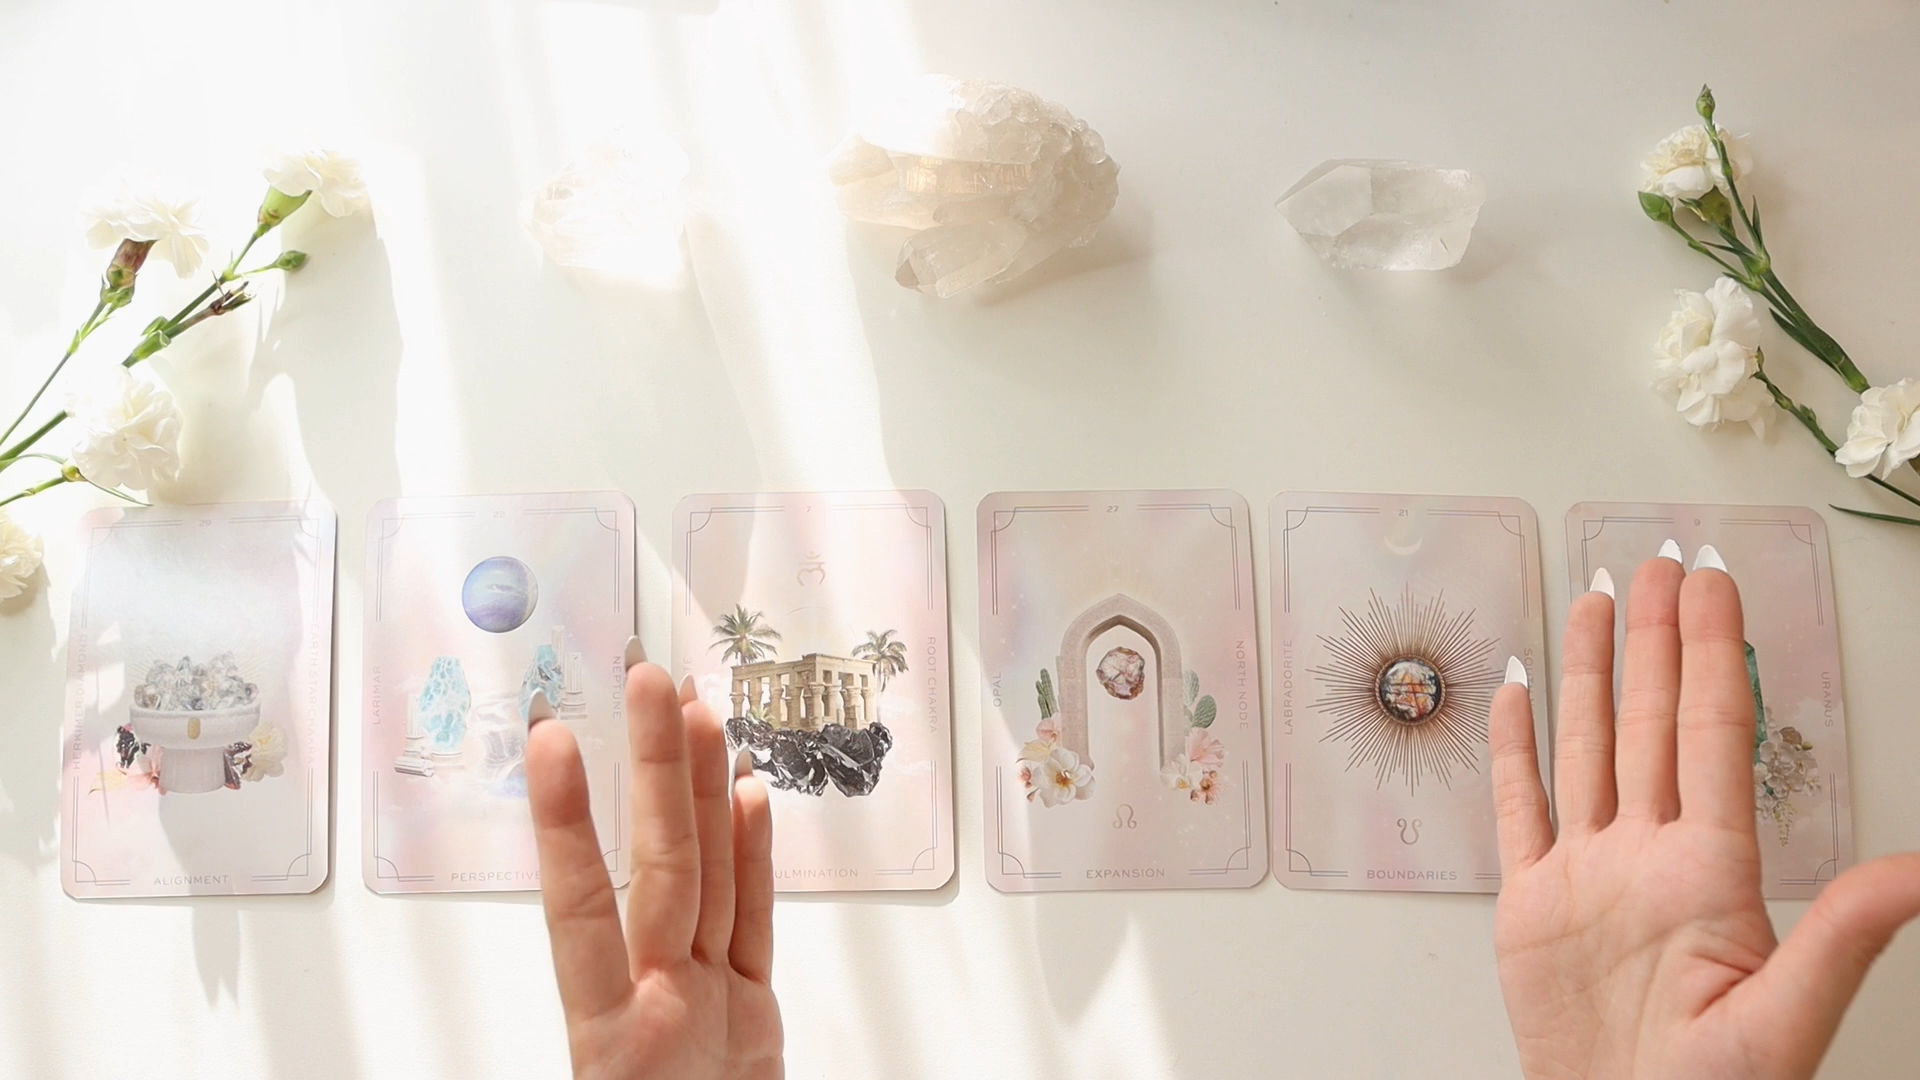 29
HERKIMER DIAMOND
EARTH STAR CHAKRA
ALIGNMENT
22
LARIMAR
NEPTUNE
PERSPECTIVE
7
ROOT CHAKRA
ULMINATION
27
OPAL
NORTH NODE
EXPANSION
21
LABRADORITE
BOUNDARIES
9
URANUS